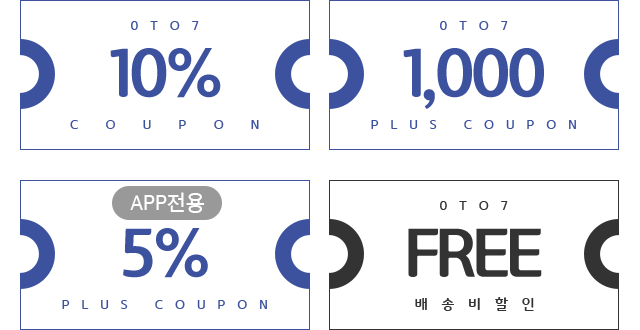 0TO7
10%
COUPON
0TO7
1,000
PLUS COUPON
APP전용
5%
PLUS COUPON
0TO7
FREE
배송비할인